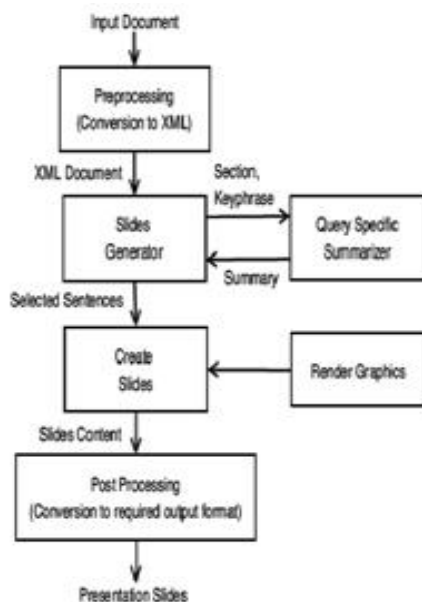 Input Document
Preprocessing
(Conversion to XML)
XML Document
Section,
Keyphrase
Slides
Generator
Query Specific
Summarizer
Summary
Selected Sentences
Create
Slides
Render Graphics
Slides Content
Post Processing
(Conversion to required output format)
Presentation Slides